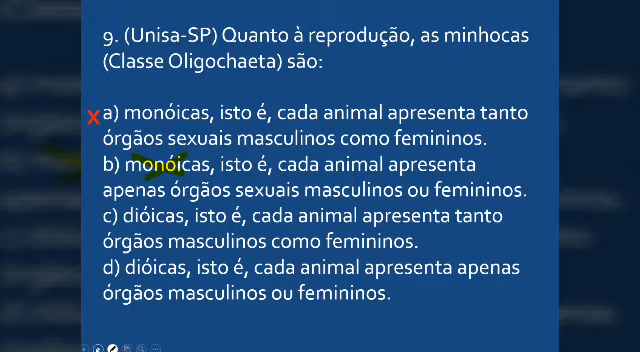 9. (Unisa-SP) Quanto à reprodução, as minhocas
(Classe Oligochaeta) são:
x a) monóicas, isto é, cada animal apresenta tanto
órgãos sexuais masculinos como femininos.
b) monóicas, isto é, cada animal apresenta
apenas órgãos sexuais masculinos ou femininos.
c) dióicas, isto é, cada animal apresenta tanto
órgãos masculinos como femininos.
d) dióicas, isto é, cada animal apresenta apenas
órgãos masculinos ou femininos.